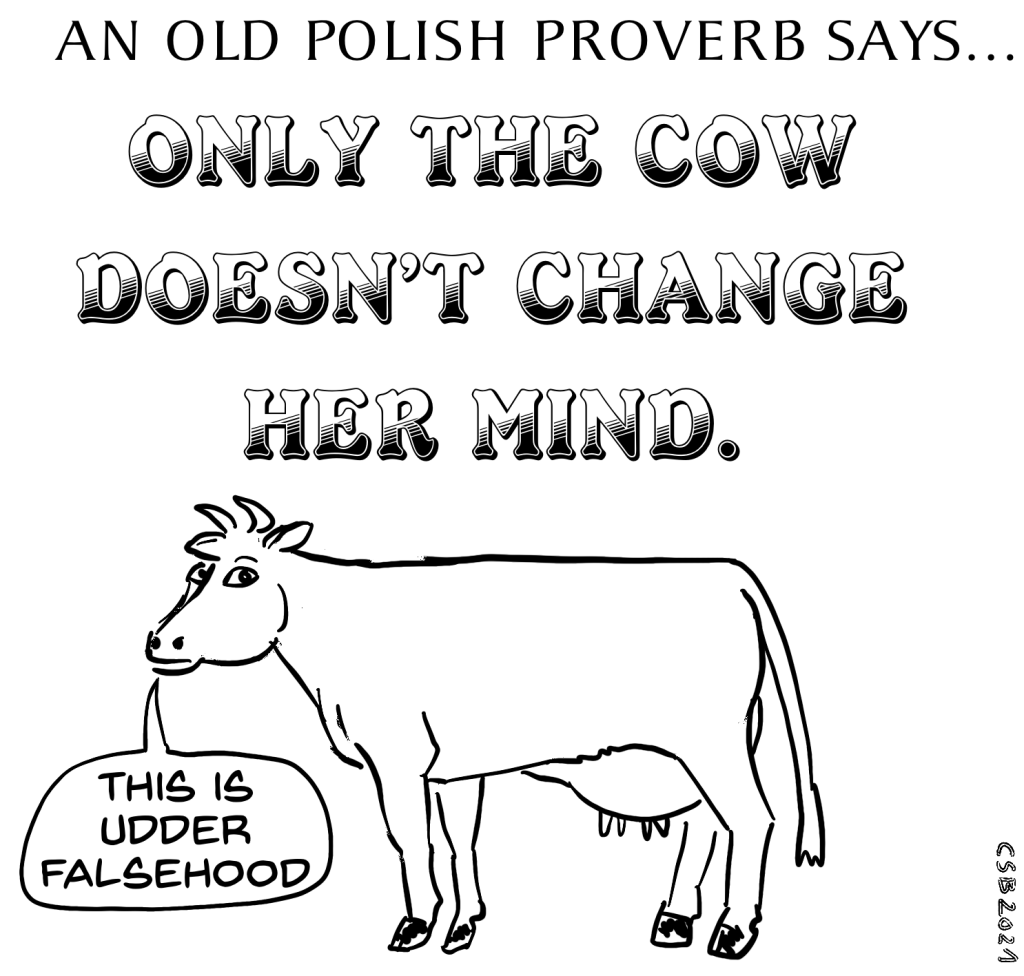 AN OLD POLISH PROVERB SAYS...
ONLY THE COW
DOESN'T CHANGE
HER MIND.
THIS IS
UDDER
FALSEHOOD
CSB 2021